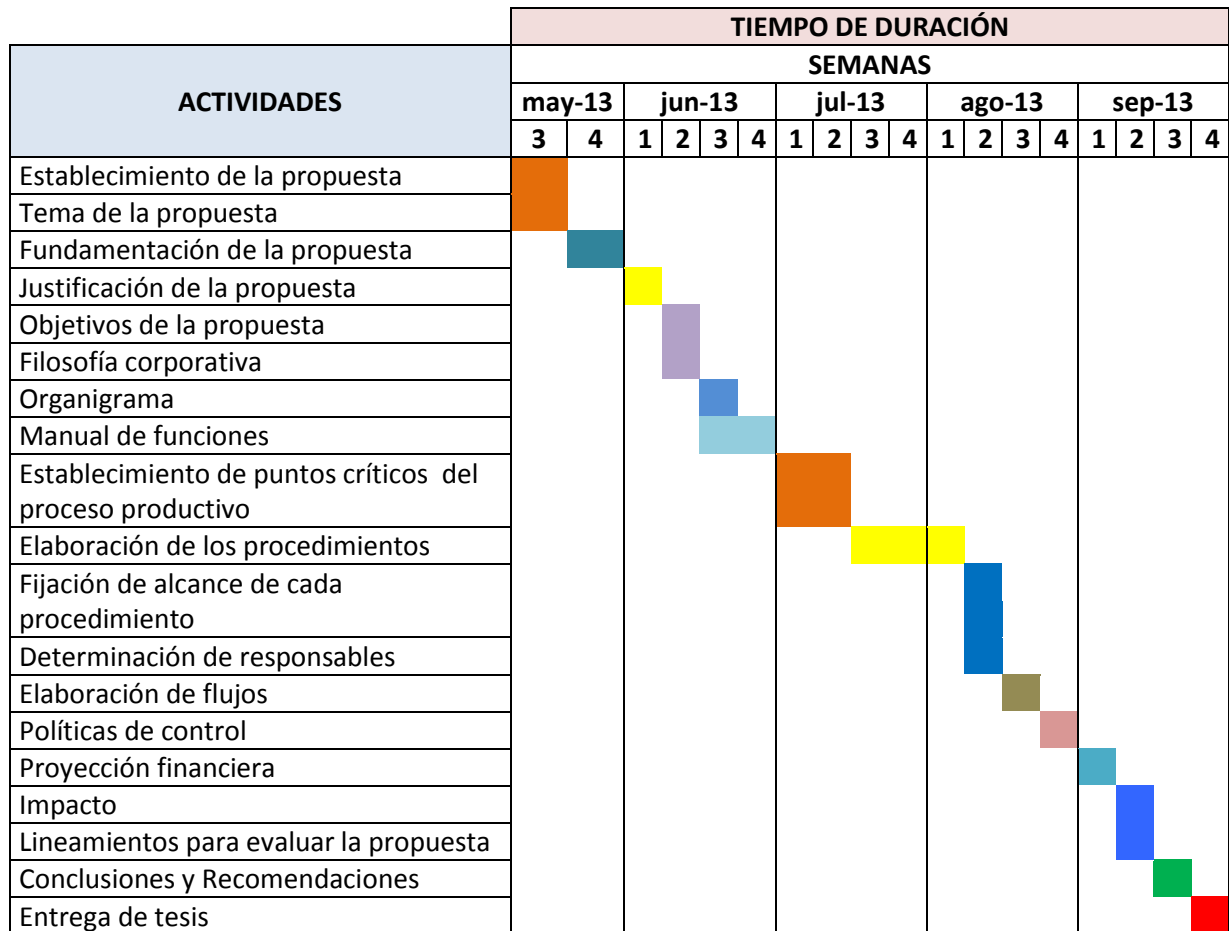 TIEMPO DE DURACIÓN
SEMANAS
ACTIVIDADES
may-13 jun-13 jul-13 ago-13 sep-13
3 4 1 2 3 4 1 2 3 4 1 2 3 4 1 2 3 4
Establecimiento de la propuesta
Tema de la propuesta
Fundamentación de la propuesta
Justificación de la propuesta
Objetivos de la propuesta
Filosofía corporativa
Organigrama
Manual de funciones
Establecimiento de puntos críticos del
proceso productivo
Elaboración de los procedimientos
Fijación de alcance de cada
procedimiento
Determinación de responsables
Elaboración de flujos
Políticas de control
Proyección financiera
Impacto
Lineamientos para evaluar la propuesta
Conclusiones y Recomendaciones
Entrega de tesis